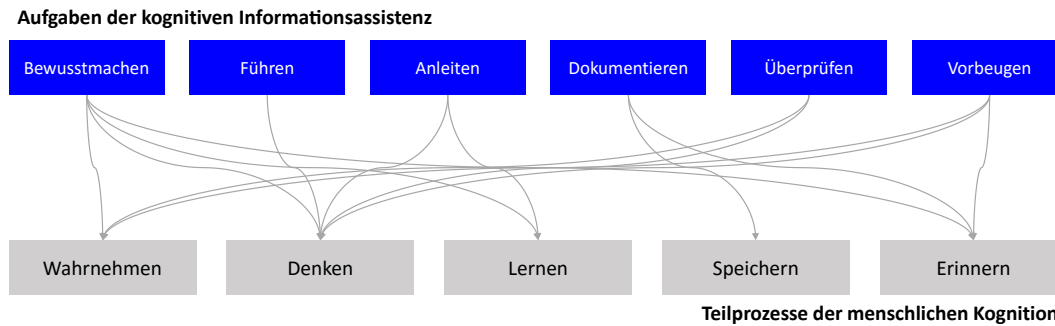 Aufgaben der kognitiven Informationsassistenz
Bewusstmachen
Führen
Anleiten
Dokumentieren
Überprüfen
Vorbeugen
Wahrnehmen
Denken
Lernen
Speichern
Erinnern
Teilprozesse der menschlichen Kognition